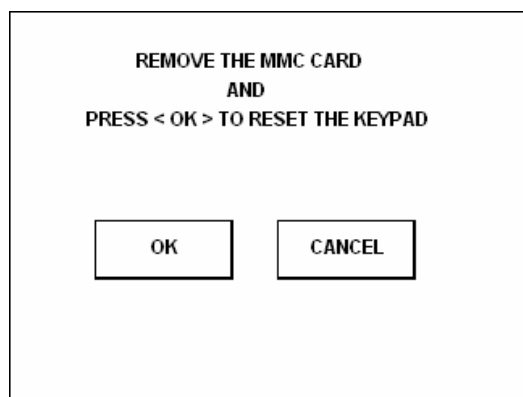 REMOVE THE MMC CARD
AND
PRESS < OK > TO RESET THE KEYPAD
OK
CANCEL